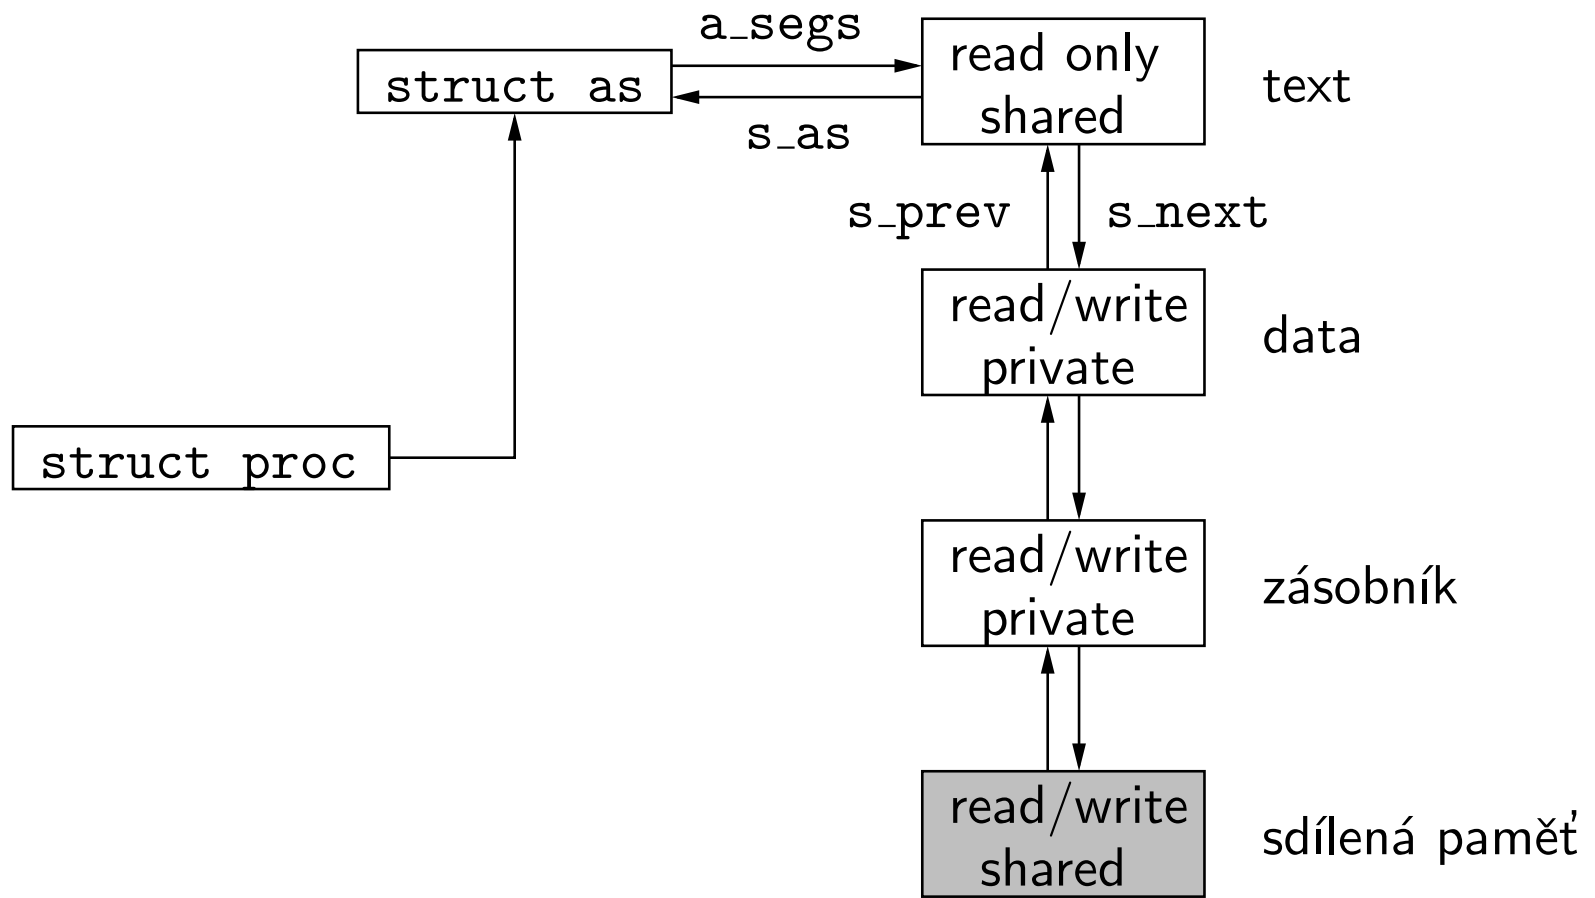 a_segs
struct as
read only
shared
text
s_as
s_prev
s_next
read/write
private
data
struct proc
read/write
private
zásobník
read/write
shared
sdílená paměť